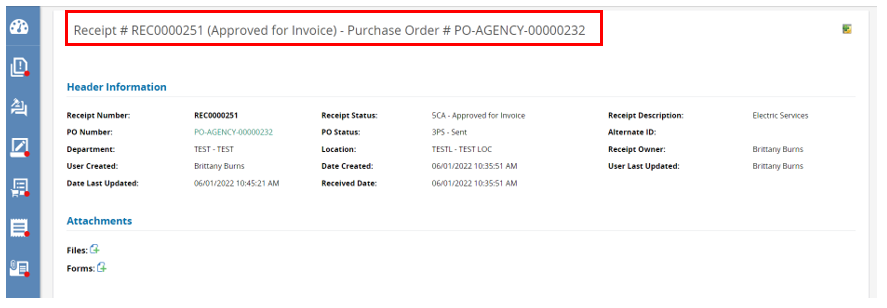 Receipt # REC0000251 (Approved for Invoice) - Purchase Order # PO-AGENCY-00000232
Header Information
Receipt Number: REC0000251 Receipt Status: 5CA - Approved for Invoice Receipt Description: Electric Services
PO Number: PO-AGENCY-00000232 PO Status: 3PS - Sent Alternate ID:
Department: TEST - TEST Location: TESTL - TEST LOC Receipt Owner: Brittany Burns
User Created: Brittany Burns Date Created: 06/01/2022 10:35:51 AM User Last Updated: Brittany Burns
Date Last Updated: 06/01/2022 10:45:21 AM Received Date: 06/01/2022 10:35:51 AM
Attachments
Files:
Forms: